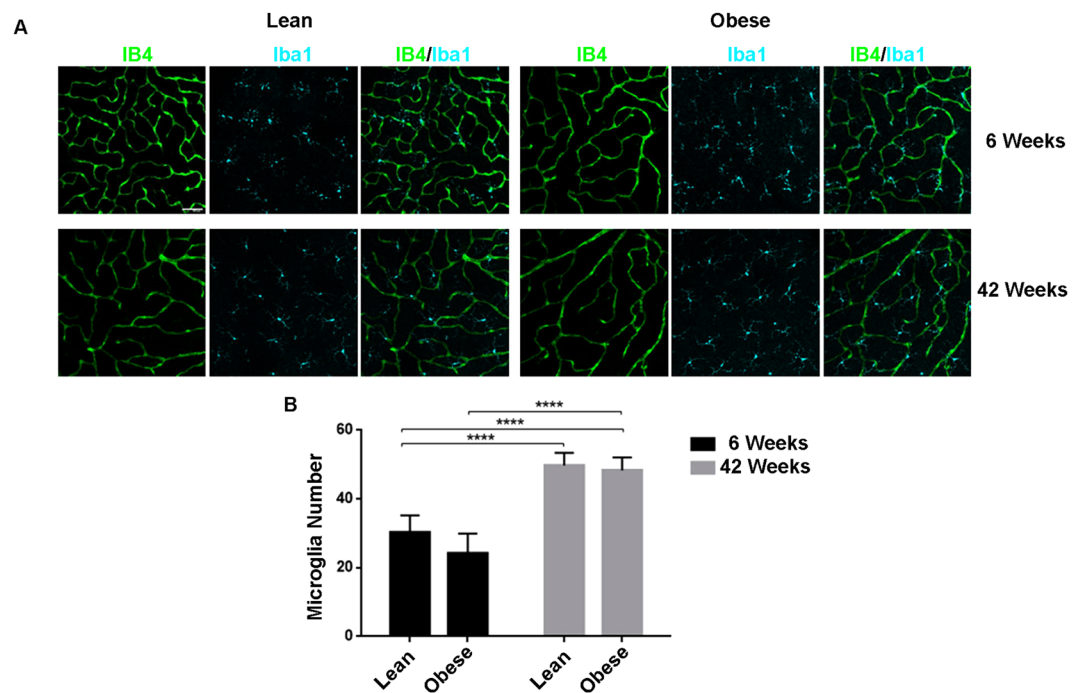 A
Lean
Obese
IB4 Iba1 IB4/Iba1 IB4 Iba1 IB4/Iba1
6 Weeks
42 Weeks
B
****
****
****
60
40
20
0
Microglia Number
Lean
Obese
Lean
Obese
6 Weeks
42 Weeks